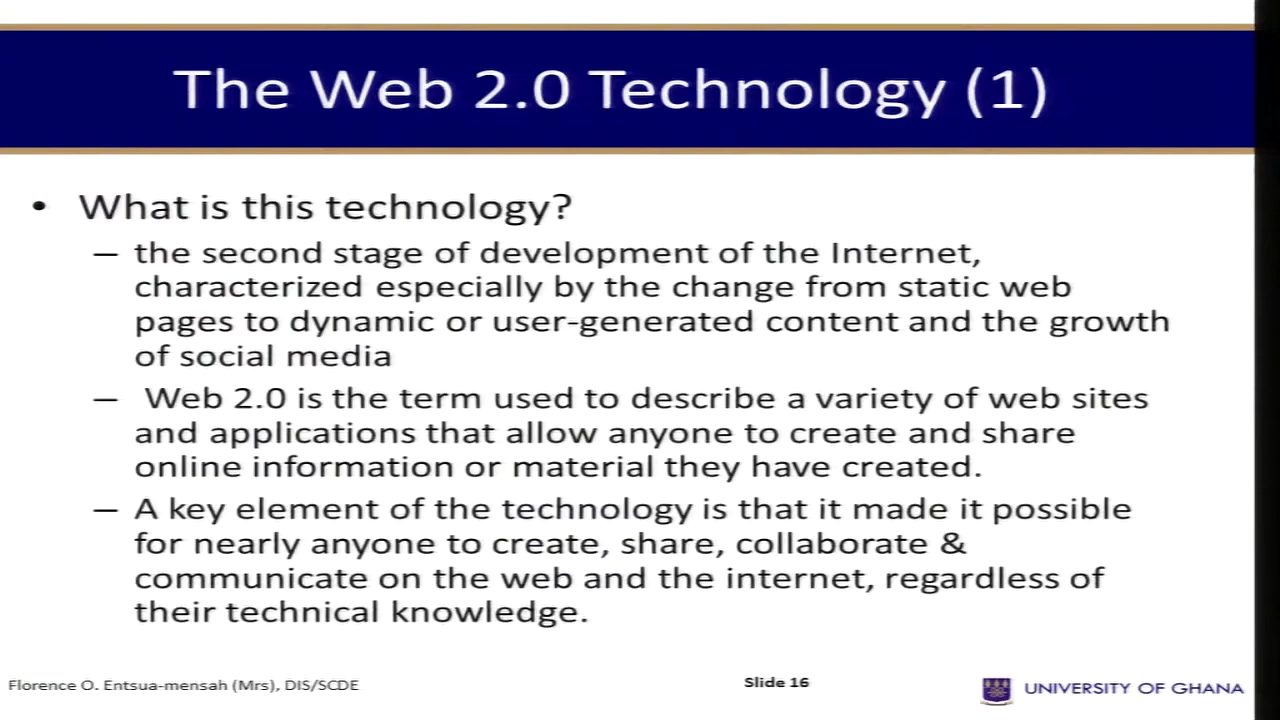 The Web 2.0 Technology (1)
• What is this technology?
– the second stage of development of the Internet,
characterized especially by the change from static web
pages to dynamic or user-generated content and the growth
of social media
– Web 2.0 is the term used to describe a variety of web sites
and applications that allow anyone to create and share
online information or material they have created.
– A key element of the technology is that it made it possible
for nearly anyone to create, share, collaborate &
communicate on the web and the internet, regardless of
their technical knowledge.
Florence O. Entsua-mensah (Mrs), DIS/SCDE
Slide 16
UNIVERSITY OF GHANA